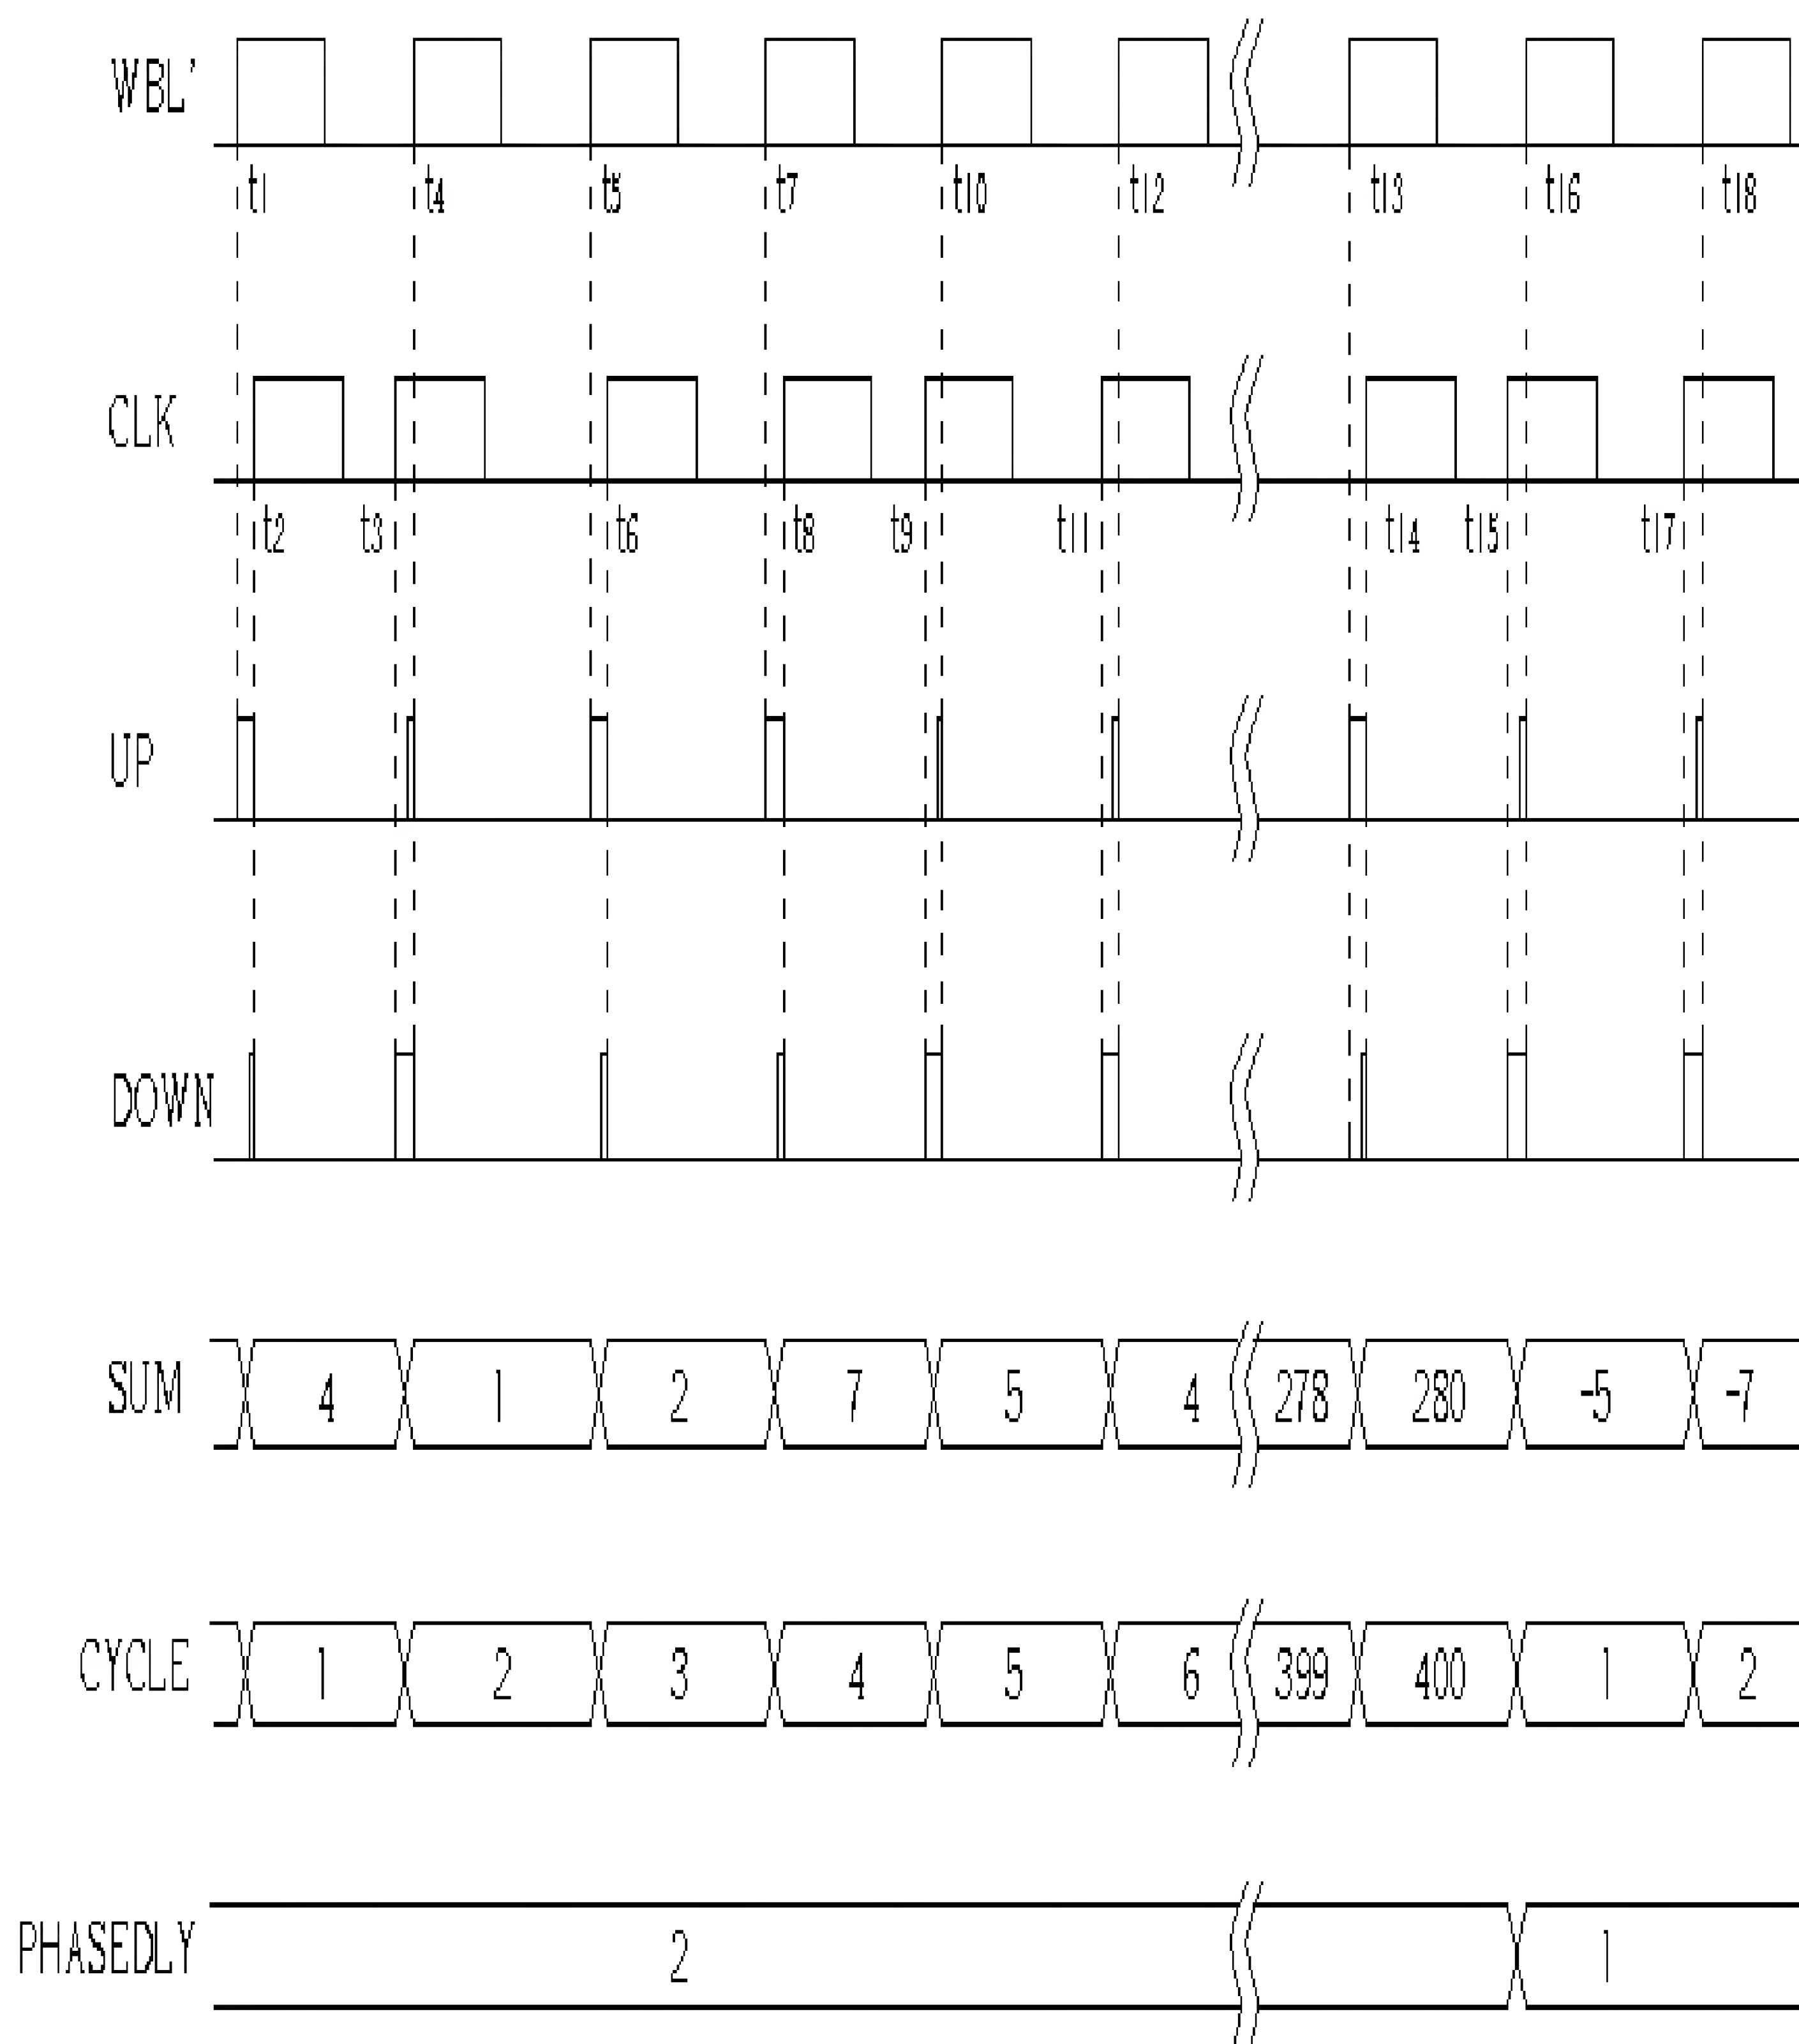 WBL'
t1 t4 t5 t7 t10 t12 t13 t16 t18
CLK
t2 t3 t6 t8 t9 t11 t14 t15 t17
UP
DOWN
SUM 4 1 2 7 5 4 278 280 -5 -7
CYCLE 1 2 3 4 5 6 399 400 1 2
PHASEDLY 2 1